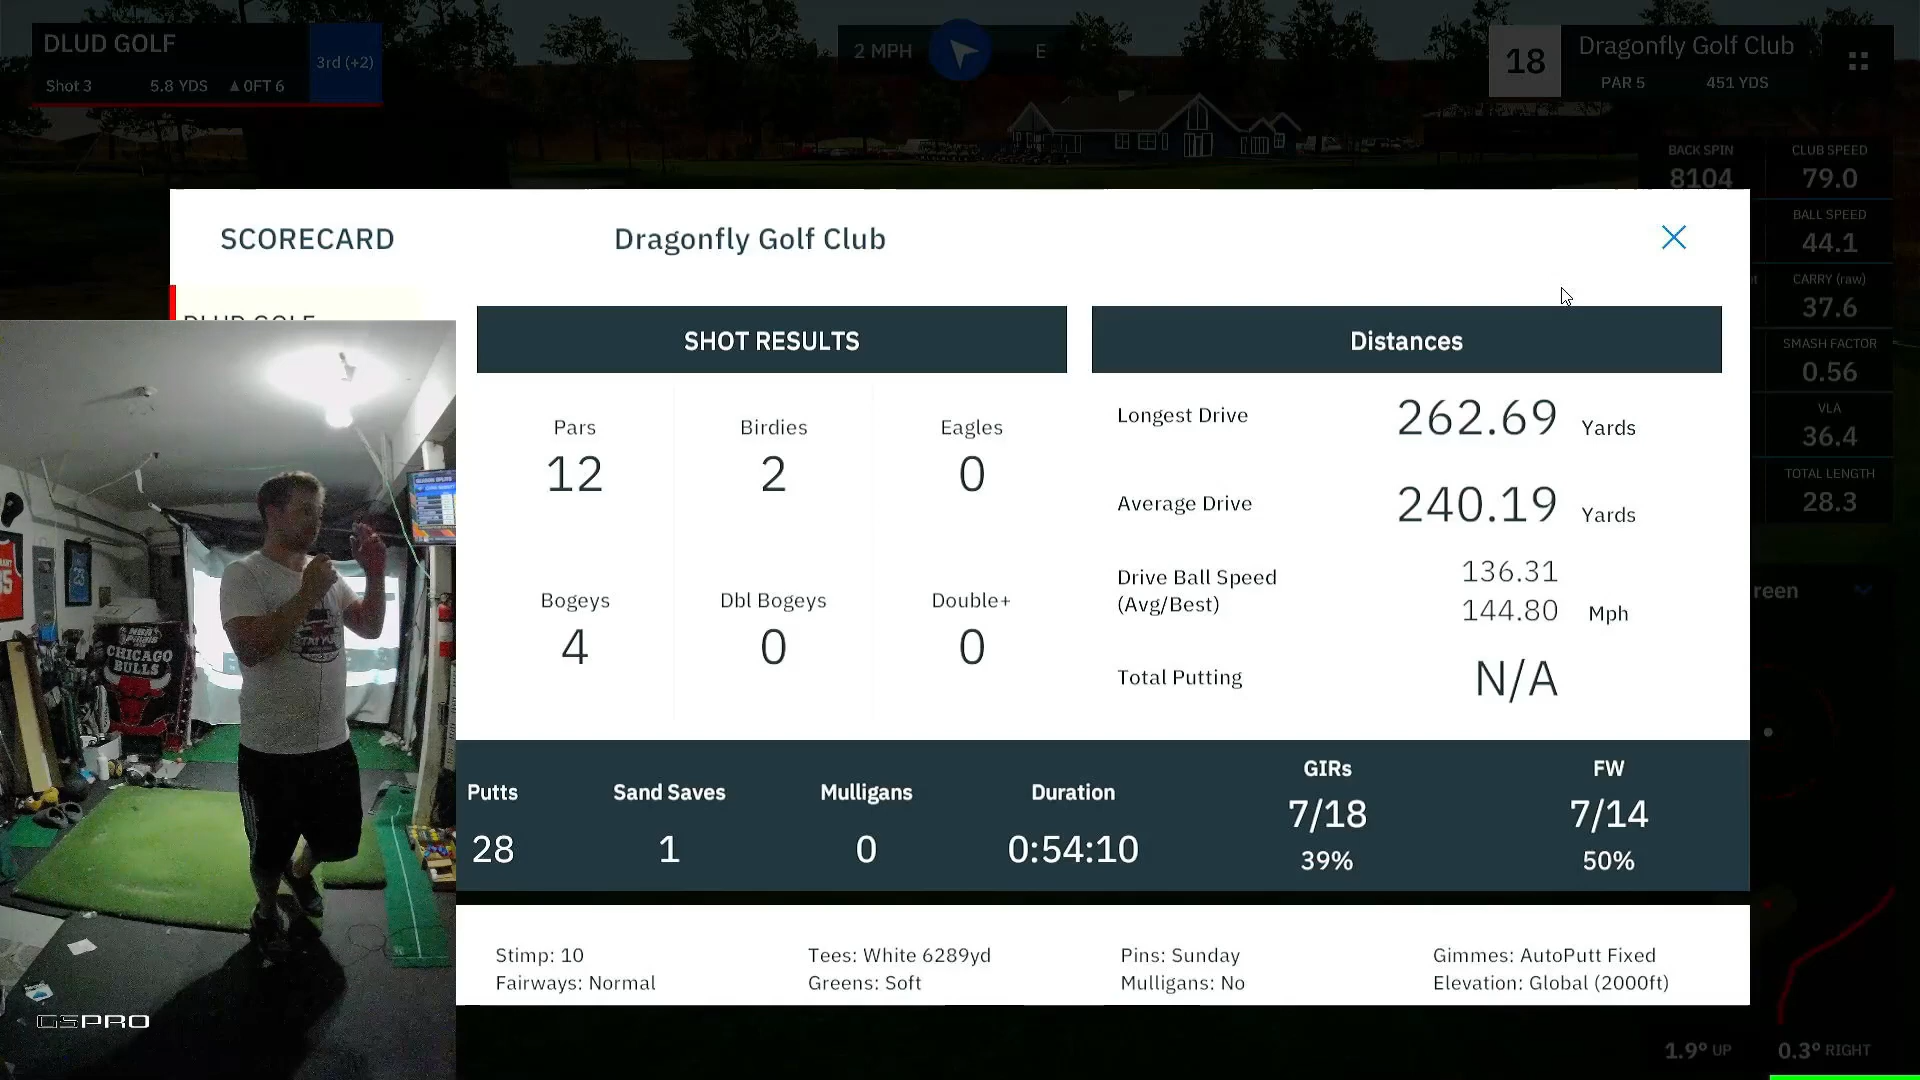 DLUD GOLF
Shot 3 5.8 YDS ▲0FT 6
3rd (+2)
2 MPH E
18
Dragonfly Golf Club
PAR 5 451 YDS
BACK SPIN
8104
CLUB SPEED
79.0
BALL SPEED
44.1
CARRY (raw)
37.6
SMASH FACTOR
0.56
VLA
36.4
TOTAL LENGTH
28.3
SCORECARD
Dragonfly Golf Club
DLUD GOLF
SHOT RESULTS
Pars
12
Birdies
2
Eagles
0
Bogeys
4
Dbl Bogeys
0
Double+
0
Distances
Longest Drive 262.69 Yards
Average Drive 240.19 Yards
Drive Ball Speed
(Avg/Best)
136.31
144.80 Mph
Total Putting N/A
Putts
28
Sand Saves
1
Mulligans
0
Duration
0:54:10
GIRs
7/18
39%
FW
7/14
50%
Stimp: 10
Fairways: Normal
Tees: White 6289yd
Greens: Soft
Pins: Sunday
Mulligans: No
Gimmes: AutoPutt Fixed
Elevation: Global (2000ft)
reen
CHICAGO
BULLS
GSPRO
1.9° UP 0.3° RIGHT